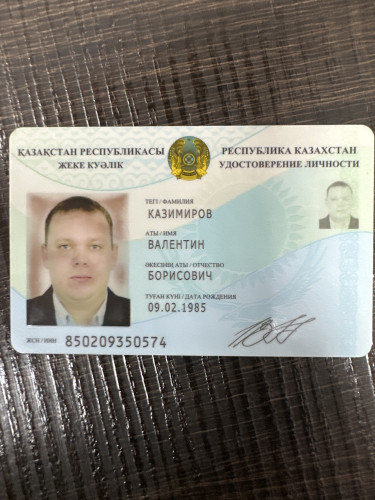 ҚАЗАҚСТАН РЕСПУБЛИКАСЫ
ЖЕКЕ КУӘЛІК
РЕСПУБЛИКА КАЗАХСТАН
УДОСТОВЕРЕНИЕ ЛИЧНОСТИ
ТЕГІ / ФАМИЛИЯ
КАЗИМИРОВ
АТЫ / ИМЯ
ВАЛЕНТИН
ӘКЕСІНІҢ АТЫ / ОТЧЕСТВО
БОРИСОВИЧ
ТУҒАН КҮНІ / ДАТА РОЖДЕНИЯ
09.02.1985
ЖСН / ИИН 850209350574